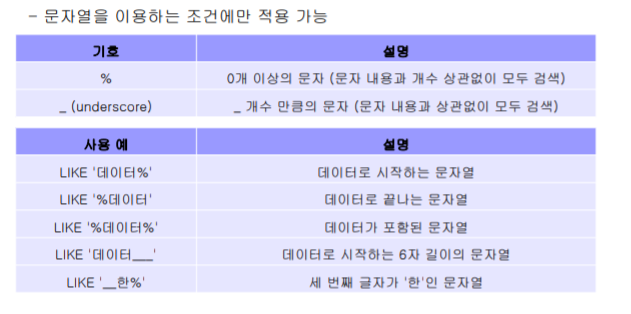 - 문자열을 이용하는 조건에만 적용 가능
기호 설명
% 0개 이상의 문자 (문자 내용과 개수 상관없이 모두 검색)
_ (underscore) _ 개수 만큼의 문자 (문자 내용과 상관없이 모두 검색)
사용 예 설명
LIKE '데이터%' 데이터로 시작하는 문자열
LIKE '%데이터' 데이터로 끝나는 문자열
LIKE '%데이터%' 데이터가 포함된 문자열
LIKE '데이터___' 데이터로 시작하는 6자 길이의 문자열
LIKE '__한%' 세 번째 글자가 '한'인 문자열